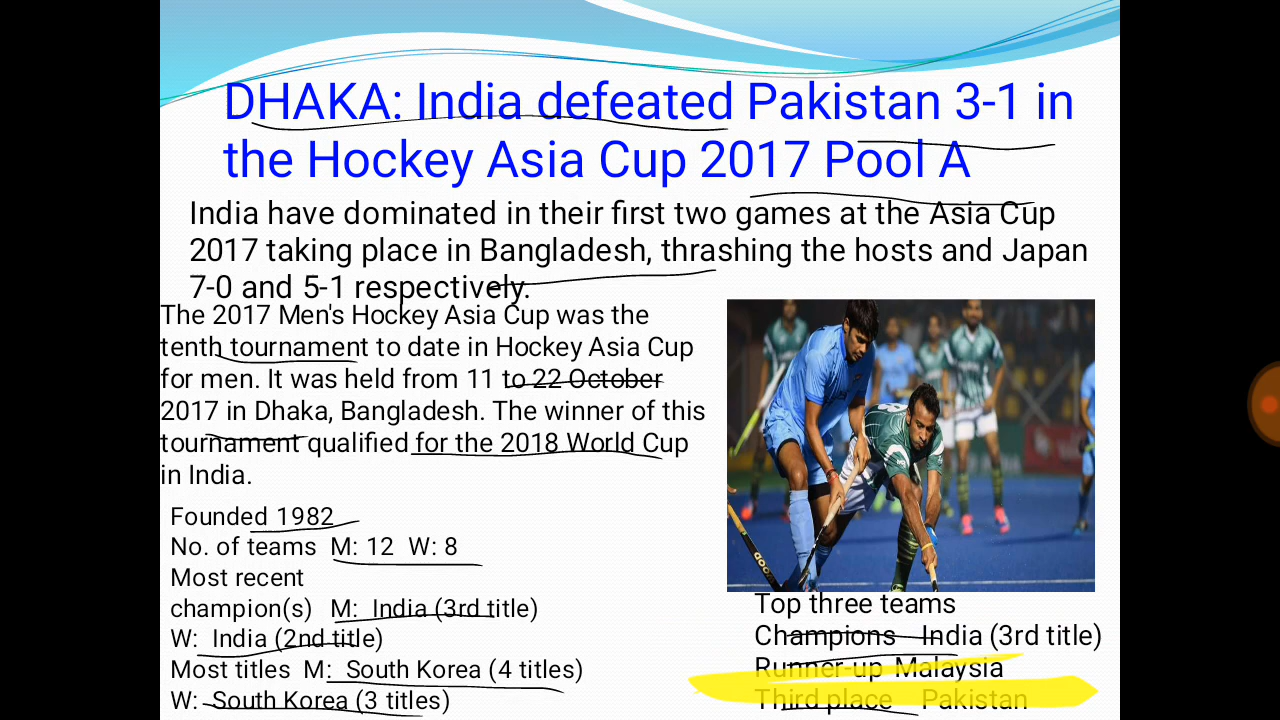 DHAKA: India defeated Pakistan 3-1 in
the Hockey Asia Cup 2017 Pool A
India have dominated in their first two games at the Asia Cup
2017 taking place in Bangladesh, thrashing the hosts and Japan
7-0 and 5-1 respectively.
The 2017 Men's Hockey Asia Cup was the
tenth tournament to date in Hockey Asia Cup
for men. It was held from 11 to 22 October
2017 in Dhaka, Bangladesh. The winner of this
tournament qualified for the 2018 World Cup
in India.
Founded 1982
No. of teams M: 12 W: 8
Most recent
champion(s) M: India (3rd title)
W: India (2nd title)
Most titles M: South Korea (4 titles)
W: South Korea (3 titles)
Top three teams
Champions India (3rd title)
Runner-up Malaysia
Third place Pakistan